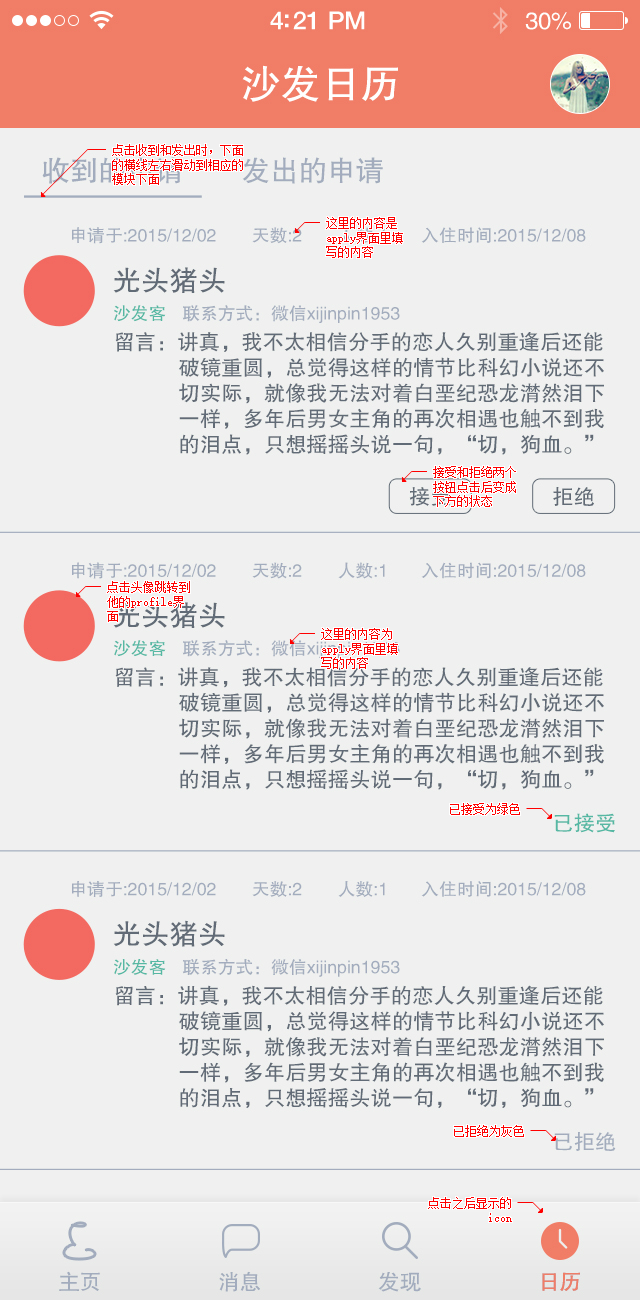 4:21 PM 30%
沙发日历
点击收到和发出时，下面
的横线左右滑动到相应的
模块下面
收到的申请 发出的申请
这里的内容是
apply界面里填
写的内容
申请于:2015/12/02 天数:2 入住时间:2015/12/08
光头猪头
沙发客 联系方式：微信xijinpin1953
留言：讲真，我不太相信分手的恋人久别重逢后还能
破镜重圆，总觉得这样的情节比科幻小说还不
切实际，就像我无法对着白垩纪恐龙潸然泪下
一样，多年后男女主角的再次相遇也触不到我
的泪点，只想摇摇头说一句，“切，狗血。”
接受和拒绝两个
按钮点击后变成
下方的状态
接 拒绝
申请于:2015/12/02 天数:2 人数:1 入住时间:2015/12/08
点击头像跳转到
他的profile界
面
光头猪头
这里的内容为
apply界面里填
写的内容
沙发客 联系方式：微信xijin
留言：讲真，我不太相信分手的恋人久别重逢后还能
破镜重圆，总觉得这样的情节比科幻小说还不
切实际，就像我无法对着白垩纪恐龙潸然泪下
一样，多年后男女主角的再次相遇也触不到我
的泪点，只想摇摇头说一句，“切，狗血。”
已接受为绿色
已接受
申请于:2015/12/02 天数:2 人数:1 入住时间:2015/12/08
光头猪头
沙发客 联系方式：微信xijinpin1953
留言：讲真，我不太相信分手的恋人久别重逢后还能
破镜重圆，总觉得这样的情节比科幻小说还不
切实际，就像我无法对着白垩纪恐龙潸然泪下
一样，多年后男女主角的再次相遇也触不到我
的泪点，只想摇摇头说一句，“切，狗血。”
已拒绝为灰色
已拒绝
点击之后显示的
icon
主页 消息 发现 日历